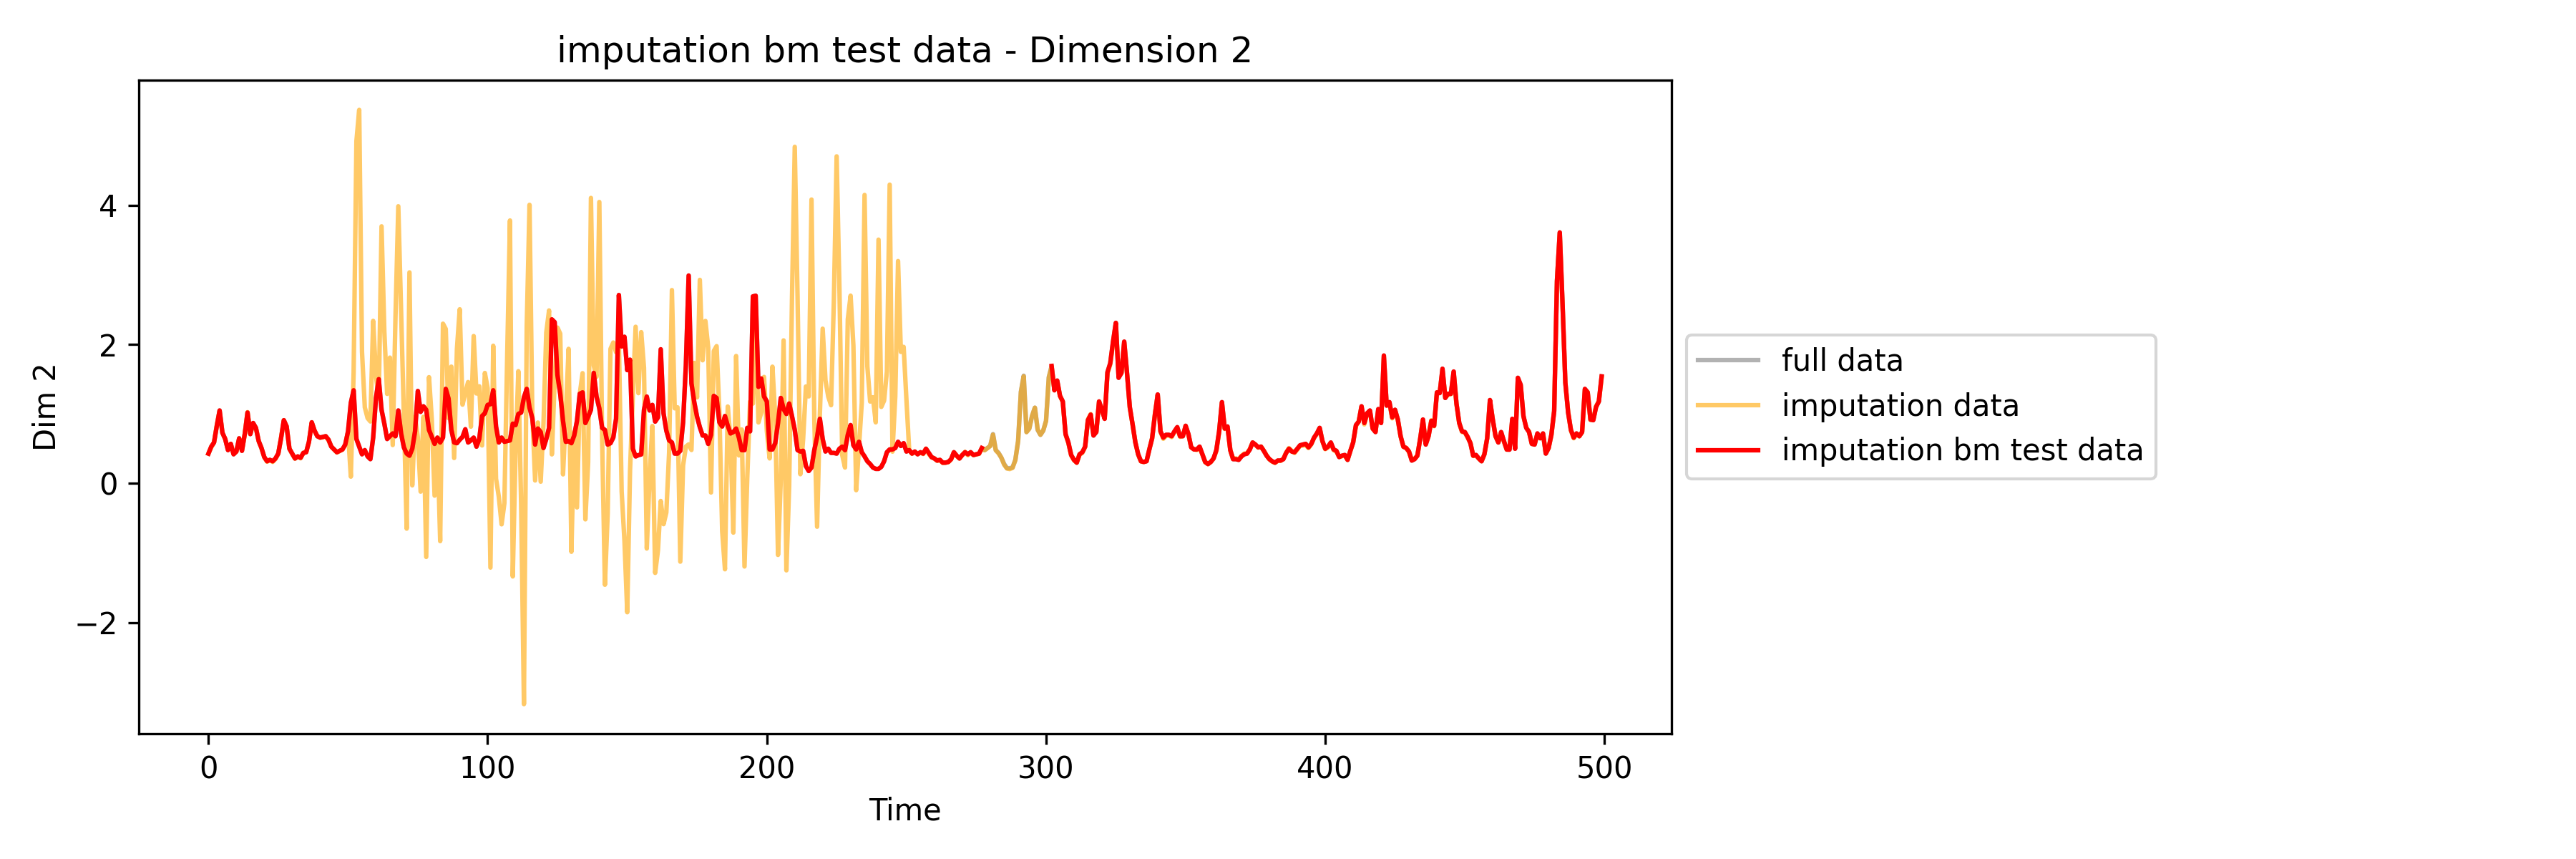 imputation bm test data - Dimension 2
4
2
0
−2
Dim 2
0 100 200 300 400 500
Time
full data
imputation data
imputation bm test data